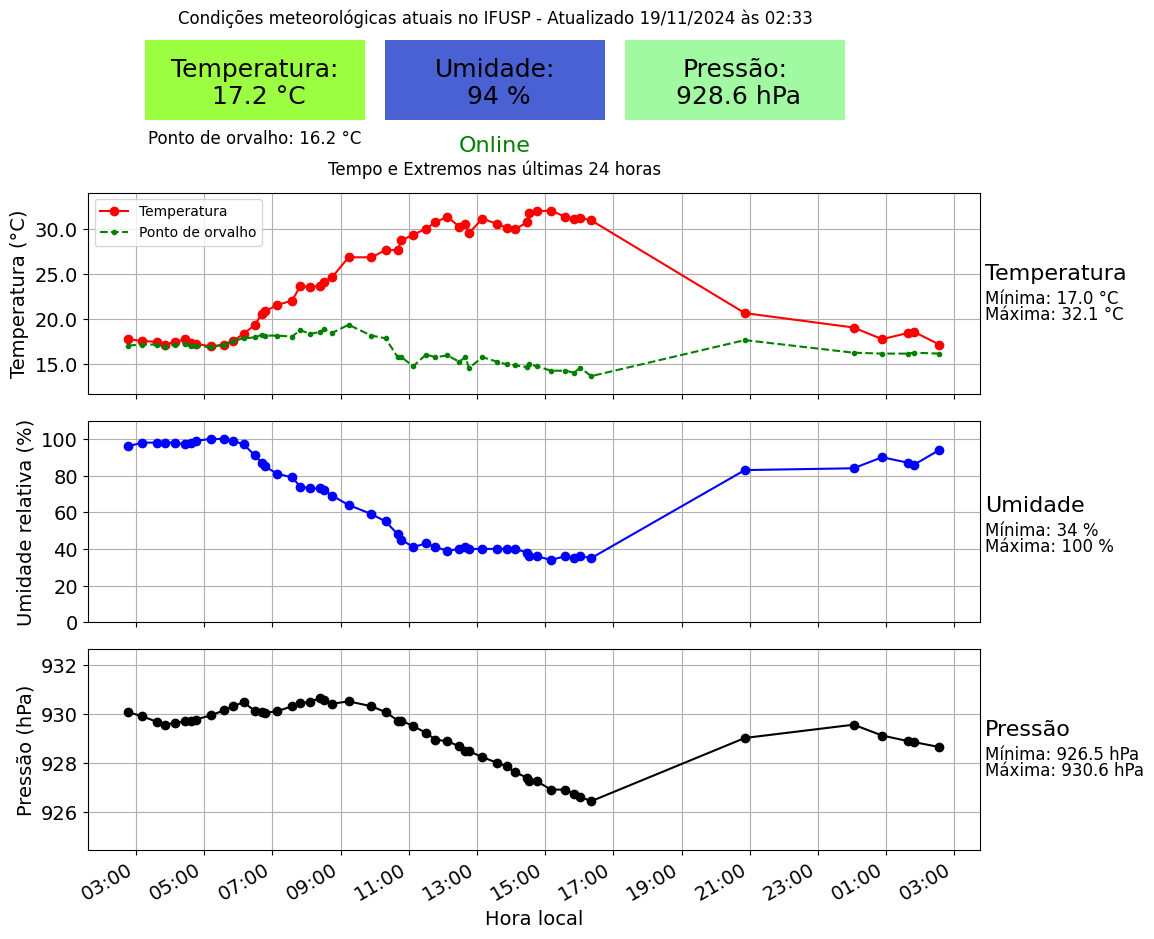 Condições meteorológicas atuais no IFUSP - Atualizado 19/11/2024 às 02:33
Temperatura:
17.2 °C
Umidade:
94 %
Pressão:
928.6 hPa
Ponto de orvalho: 16.2 °C
Online
Tempo e Extremos nas últimas 24 horas
Temperatura (°C)
30.0
25.0
20.0
15.0
Temperatura
Ponto de orvalho
Temperatura
Mínima: 17.0 °C
Máxima: 32.1 °C
Umidade relativa (%)
100
80
60
40
20
0
Umidade
Mínima: 34 %
Máxima: 100 %
Pressão (hPa)
932
930
928
926
Pressão
Mínima: 926.5 hPa
Máxima: 930.6 hPa
03:00 05:00 07:00 09:00 11:00 13:00 15:00 17:00 19:00 21:00 23:00 01:00 03:00
Hora local